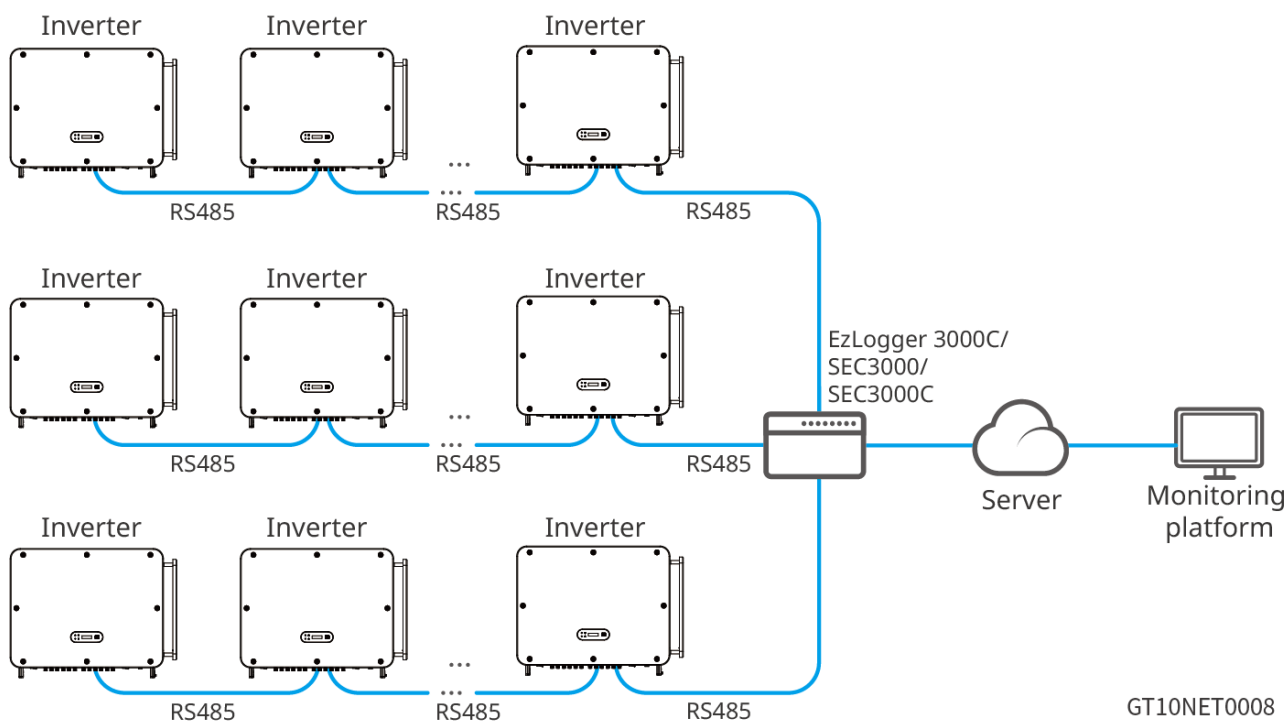 Inverter
Inverter
Inverter
...
...
RS485
RS485
RS485
Inverter
Inverter
Inverter
EzLogger 3000C/
SEC3000/
SEC3000C
...
...
RS485
RS485
RS485
Server
Monitoring
platform
Inverter
Inverter
Inverter
...
...
RS485
RS485
RS485
GT10NET0008